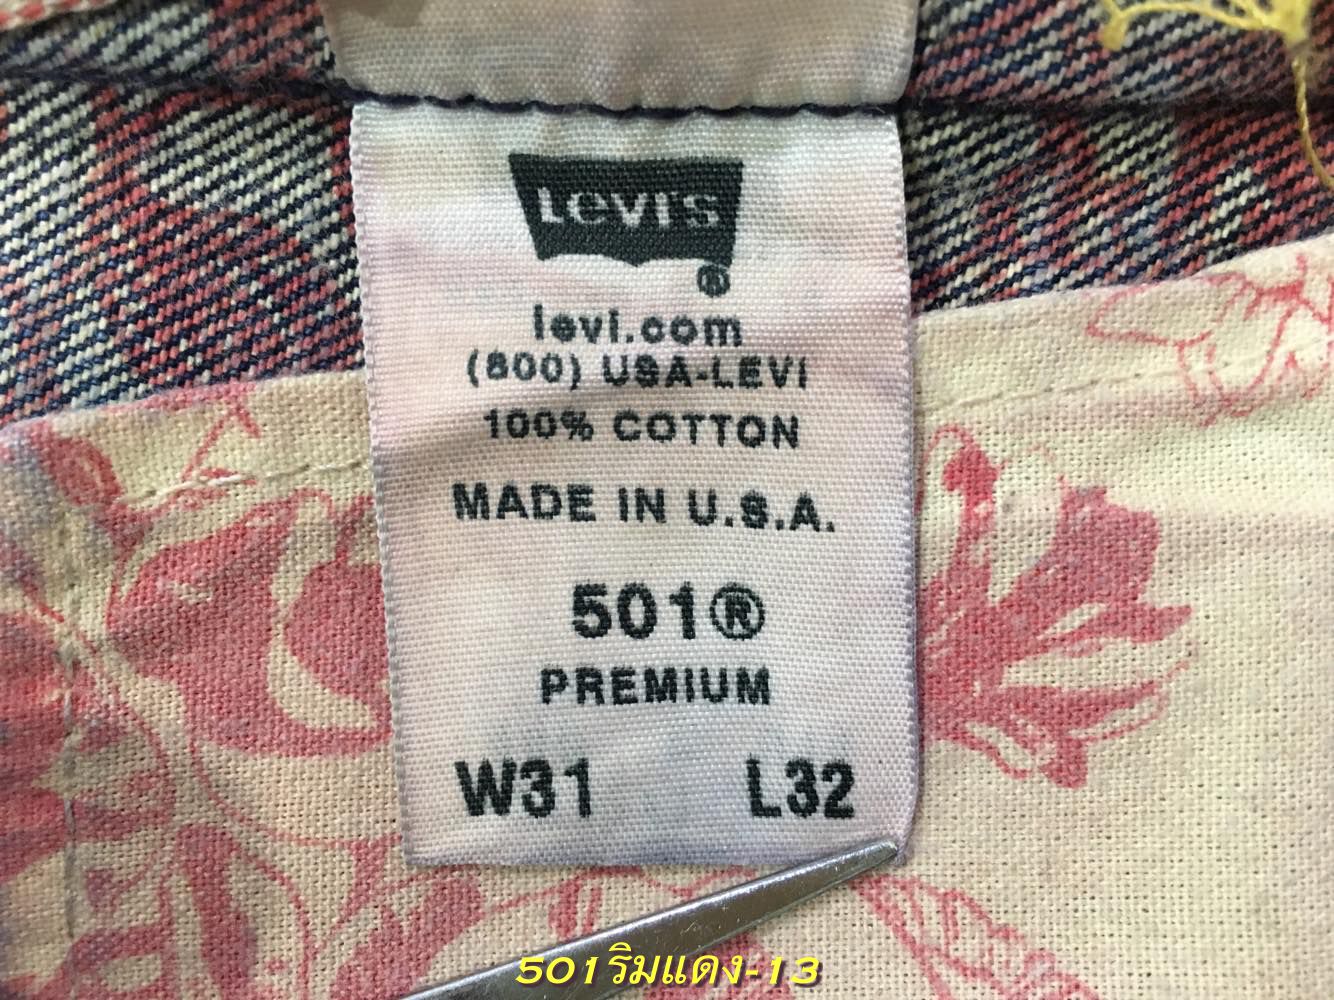 Levi's
®
levi.com
(800) USA-LEVI
100% COTTON
MADE IN U.S.A.
501®
PREMIUM
W31 L32
501ริมแดง-13